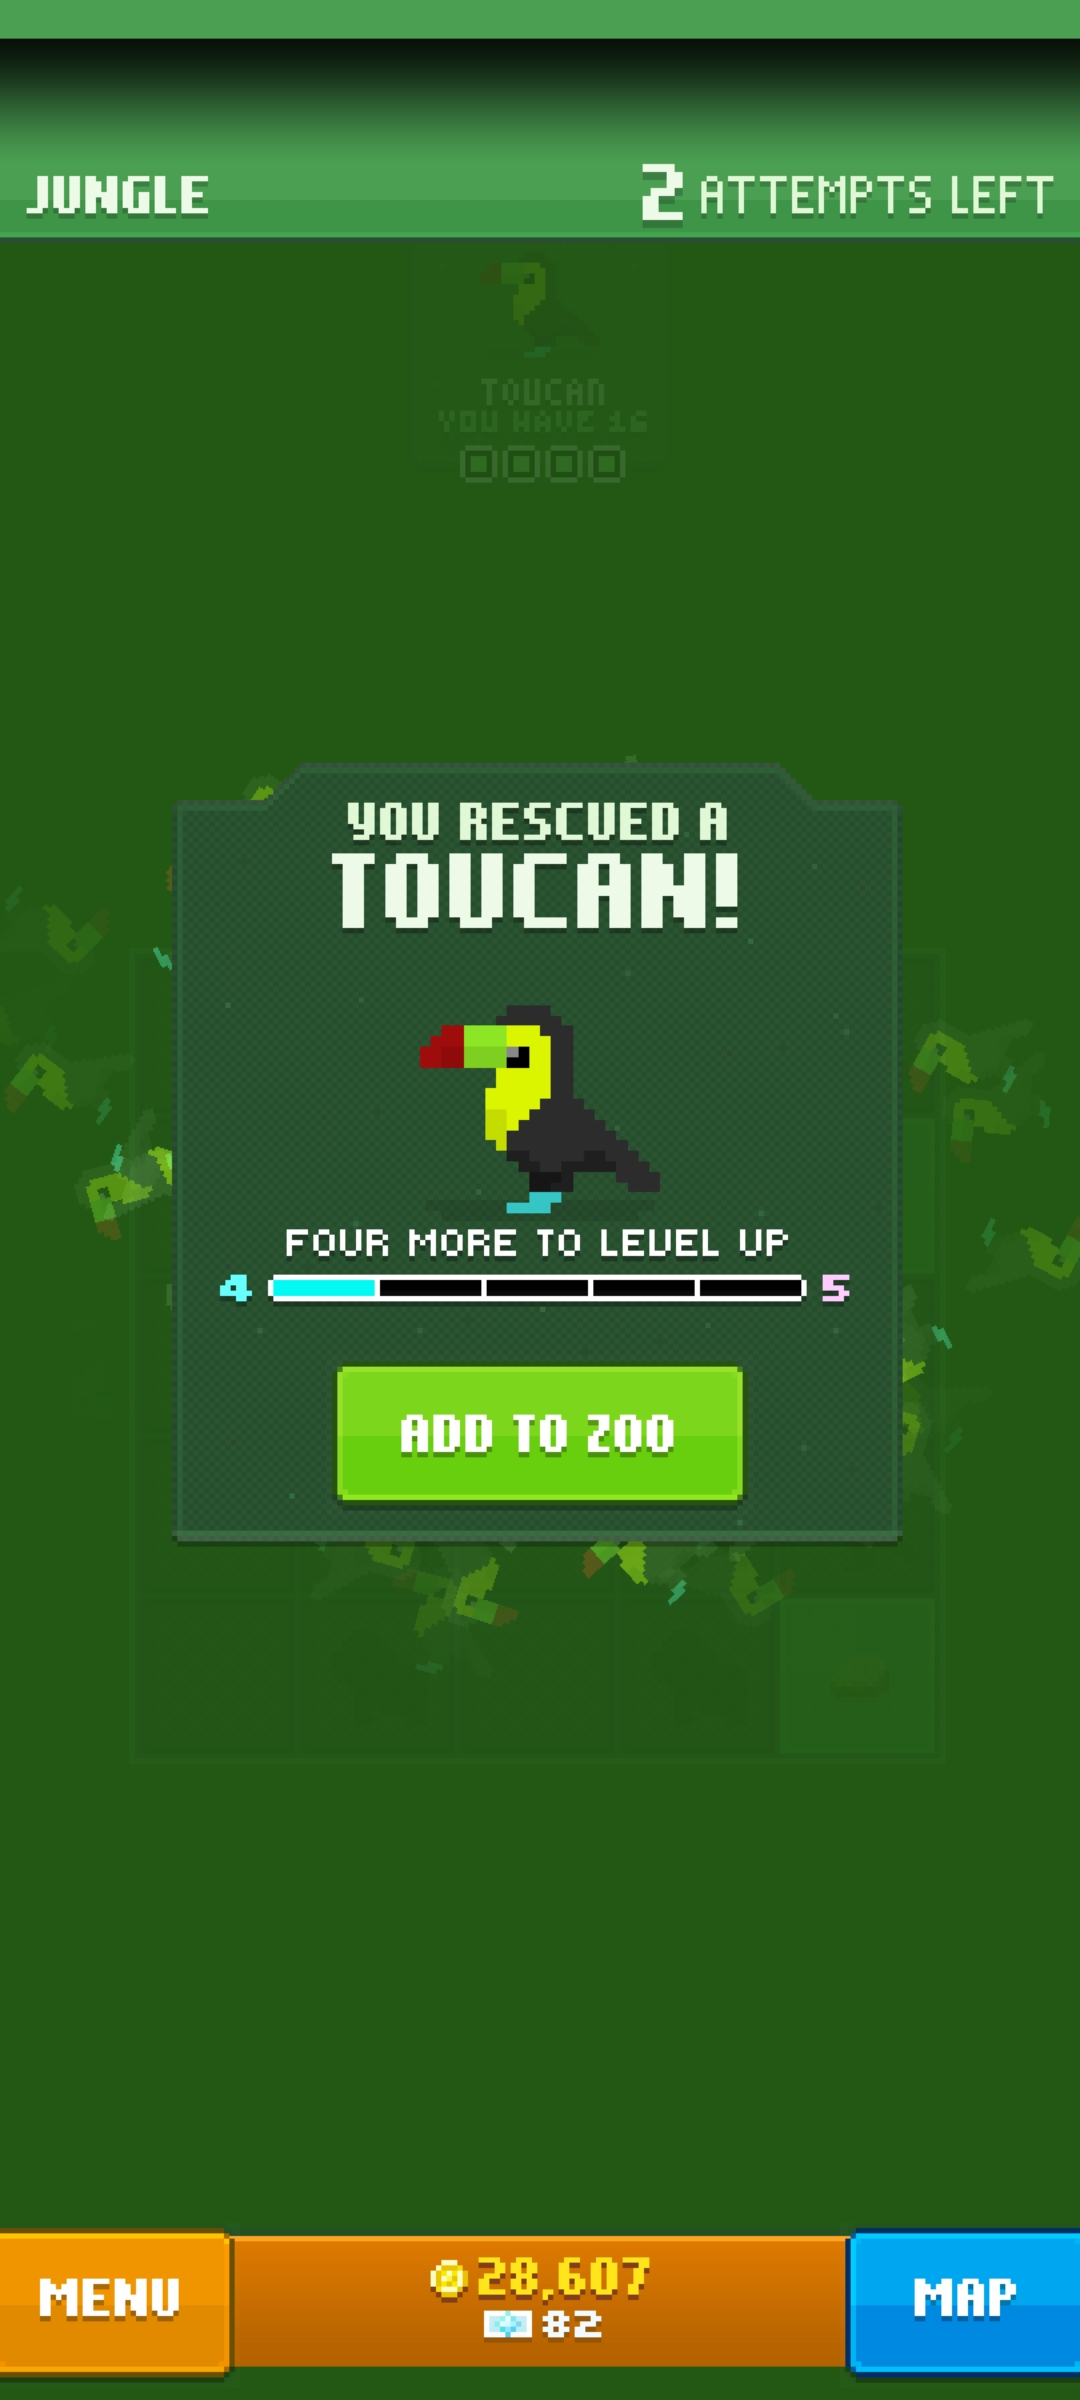 JUNGLE
2 ATTEMPTS LEFT
TOUCAN
YOU HAVE 16
YOU RESCUED A
TOUCAN!
FOUR MORE TO LEVEL UP
4 5
ADD TO ZOO
MENU
28,607
82
MAP